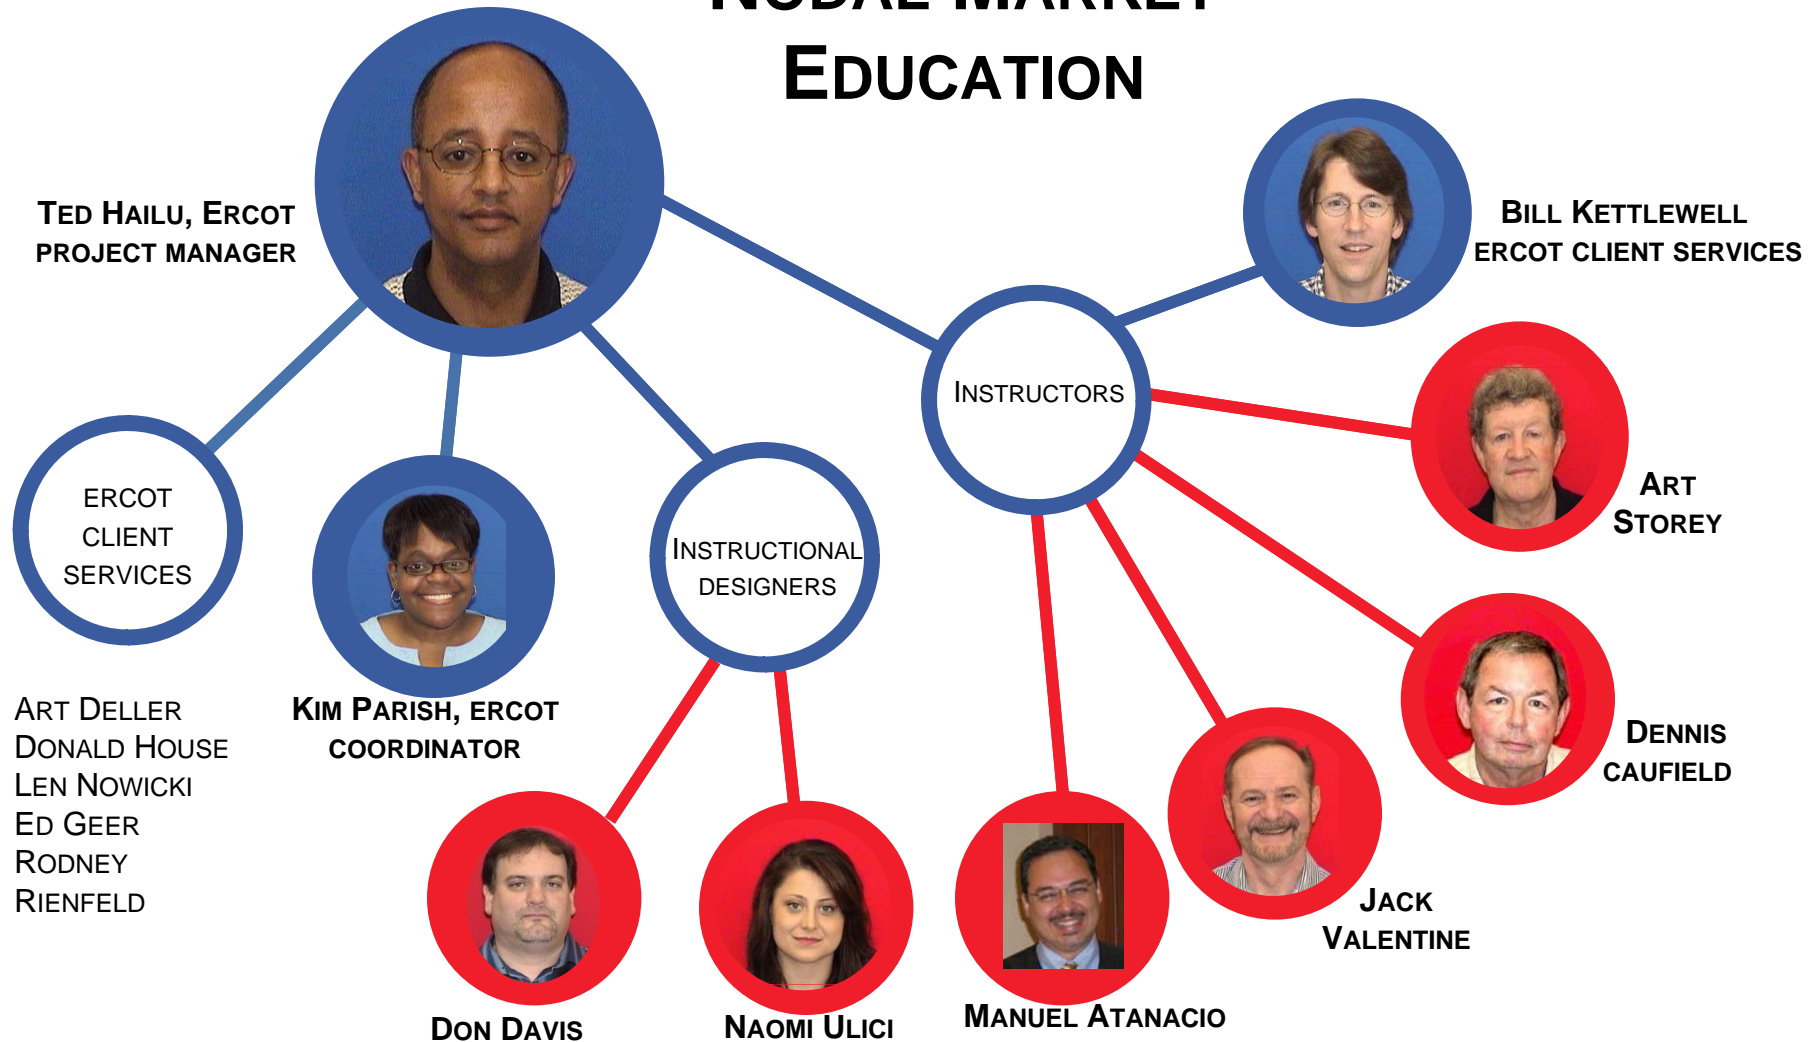 NODAL MARKET
EDUCATION
TED HAILU, ERCOT
PROJECT MANAGER
BILL KETTLEWELL
ERCOT CLIENT SERVICES
INSTRUCTORS
ART
STOREY
ERCOT
CLIENT
SERVICES
INSTRUCTIONAL
DESIGNERS
ART DELLER
DONALD HOUSE
LEN NOWICKI
ED GEER
RODNEY
RIENFELD
KIM PARISH, ERCOT
COORDINATOR
DENNIS
CAUFIELD
JACK
VALENTINE
DON DAVIS
NAOMI ULICI
MANUEL ATANACIO